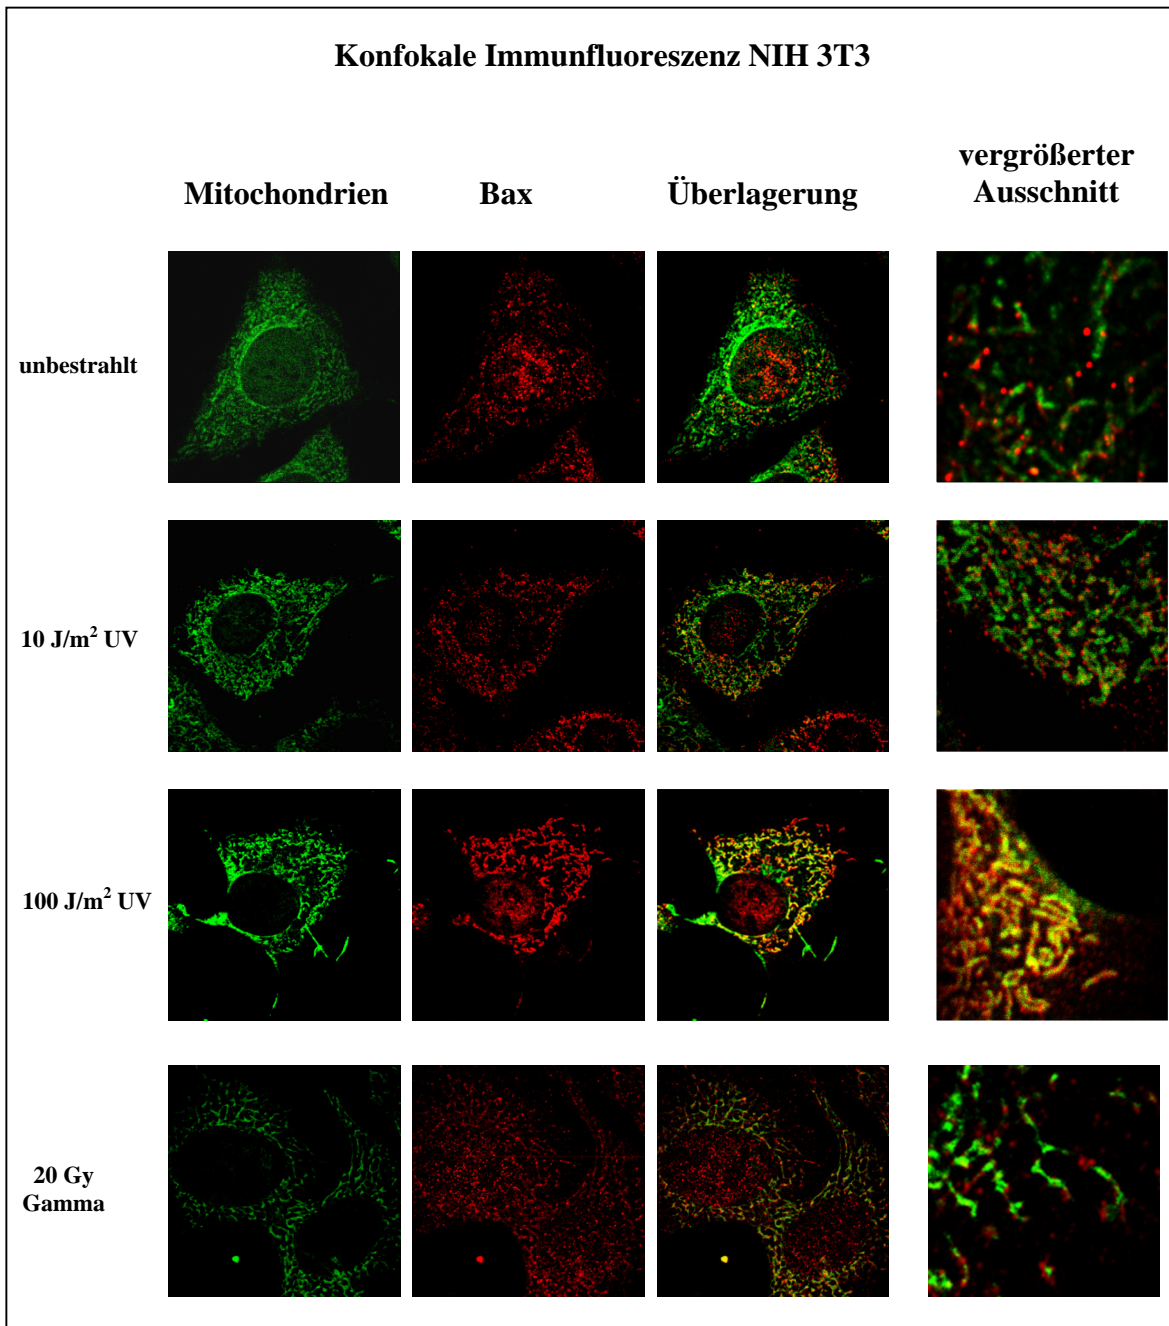 Konfokale Immunfluoreszenz NIH 3T3
Mitochondrien
Bax
Überlagerung
vergrößerter
Ausschnitt
unbestrahlt
10 J/m² UV
100 J/m² UV
20 Gy
Gamma